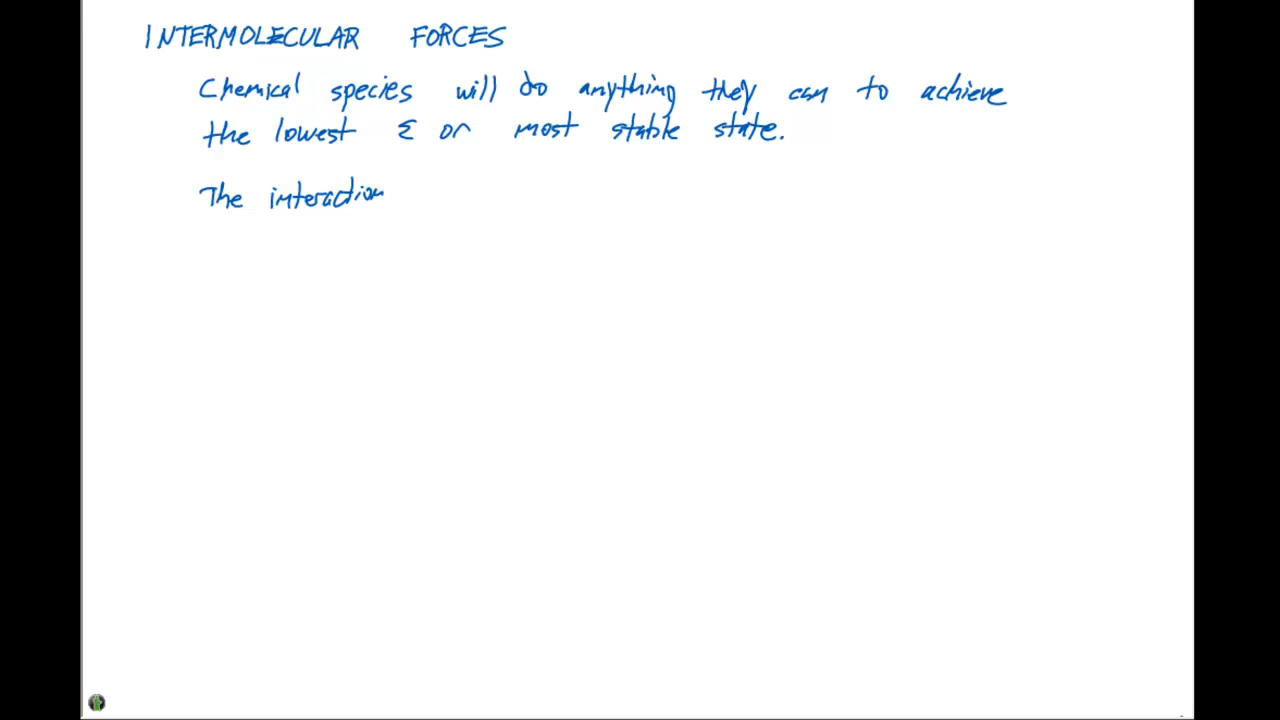 INTERMOLECULAR FORCES
Chemical species will do anything they can to achieve
the lowest E or most stable state.
The interaction